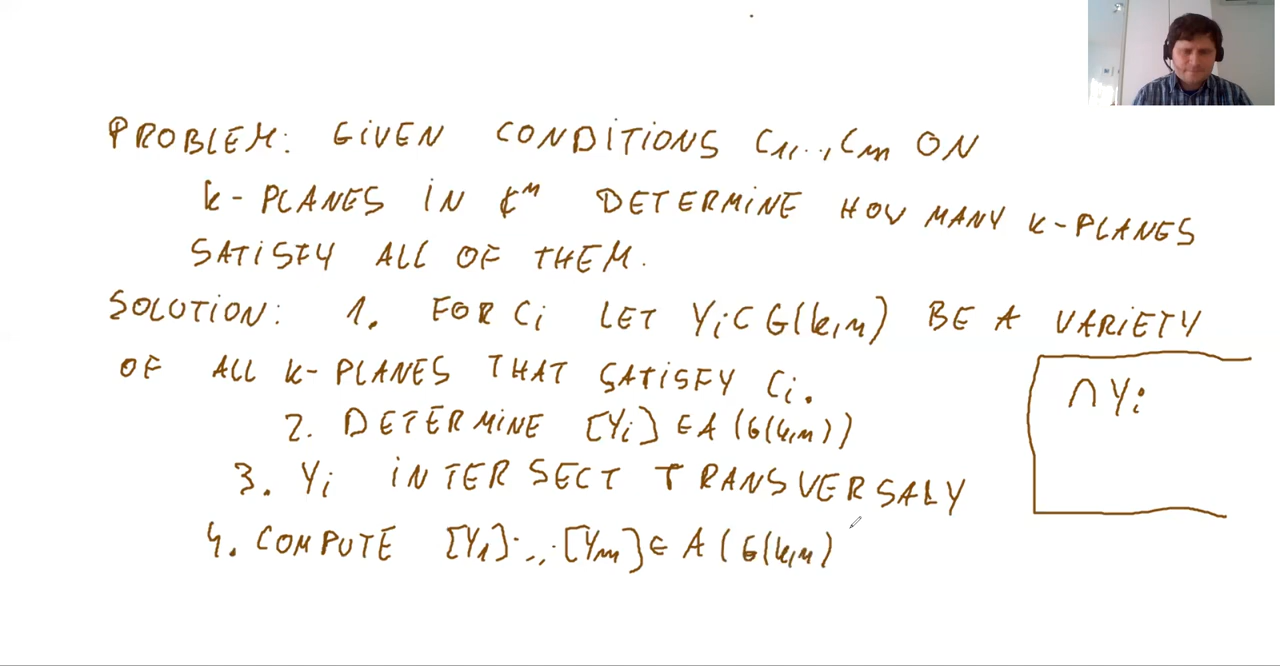 PROBLEM: GIVEN CONDITIONS C₁,..,Cₘ ON
k-PLANES IN ℂⁿ DETERMINE HOW MANY k-PLANES
SATISFY ALL OF THEM.
SOLUTION: 1. FOR Cᵢ LET Yᵢ ⊂ G(k,n) BE A VARIETY
OF ALL k-PLANES THAT SATISFY Cᵢ.
∩Yᵢ
2. DETERMINE [Yᵢ] ∈ A(G(k,n))
3. Yᵢ INTERSECT TRANSVERSALY
4. COMPUTE [Y₁]·..·[Yₘ] ∈ A(G(k,n)